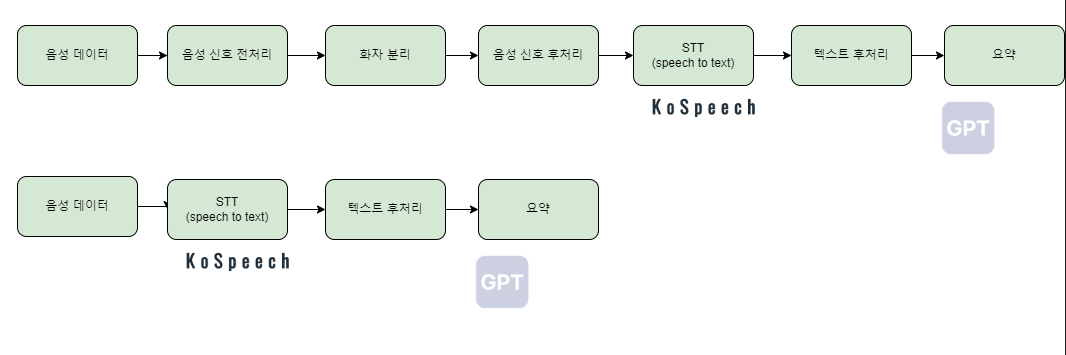 음성 데이터
음성 신호 전처리
화자 분리
음성 신호 후처리
STT
(speech to text)
텍스트 후처리
요약
KoSpeech
GPT
음성 데이터
STT
(speech to text)
텍스트 후처리
요약
KoSpeech
GPT